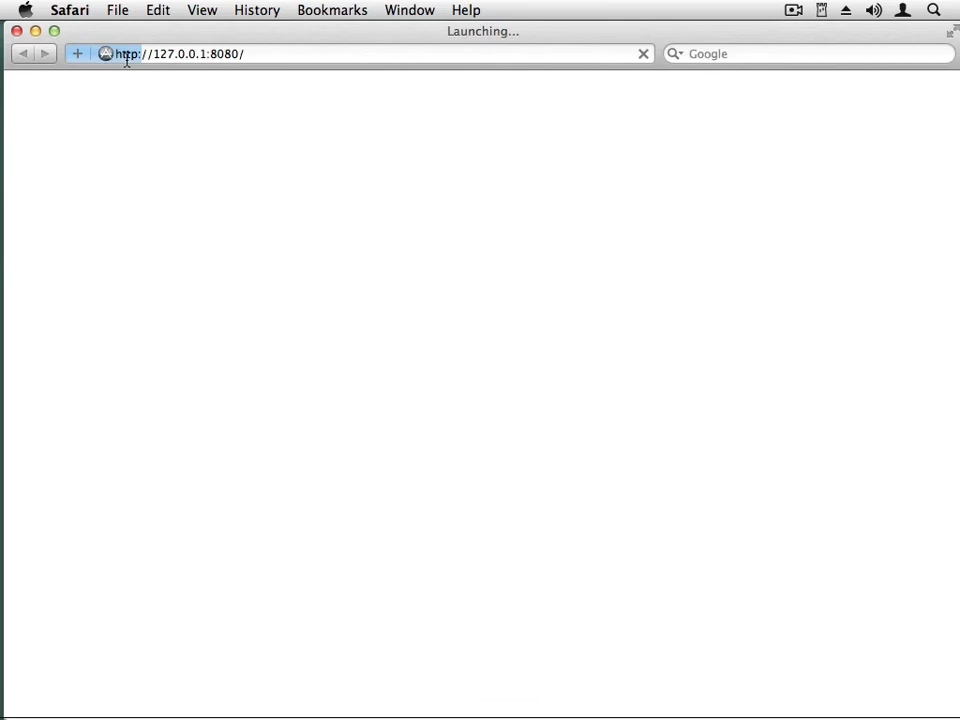 Safari File Edit View History Bookmarks Window Help
Launching...
http://127.0.0.1:8080/ Google